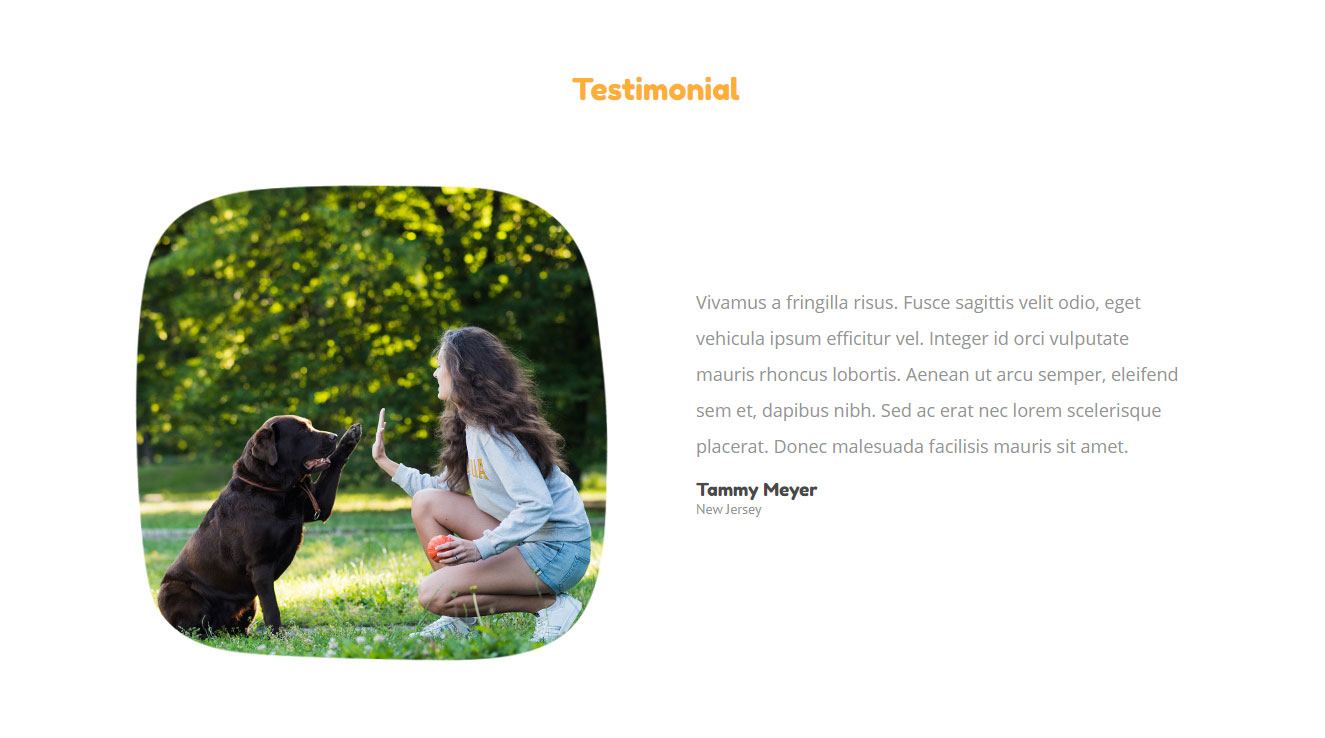 Testimonial
Vivamus a fringilla risus. Fusce sagittis velit odio, eget
vehicula ipsum efficitur vel. Integer id orci vulputate
mauris rhoncus lobortis. Aenean ut arcu semper, eleifend
sem et, dapibus nibh. Sed ac erat nec lorem scelerisque
placerat. Donec malesuada facilisis mauris sit amet.
Tammy Meyer
New Jersey